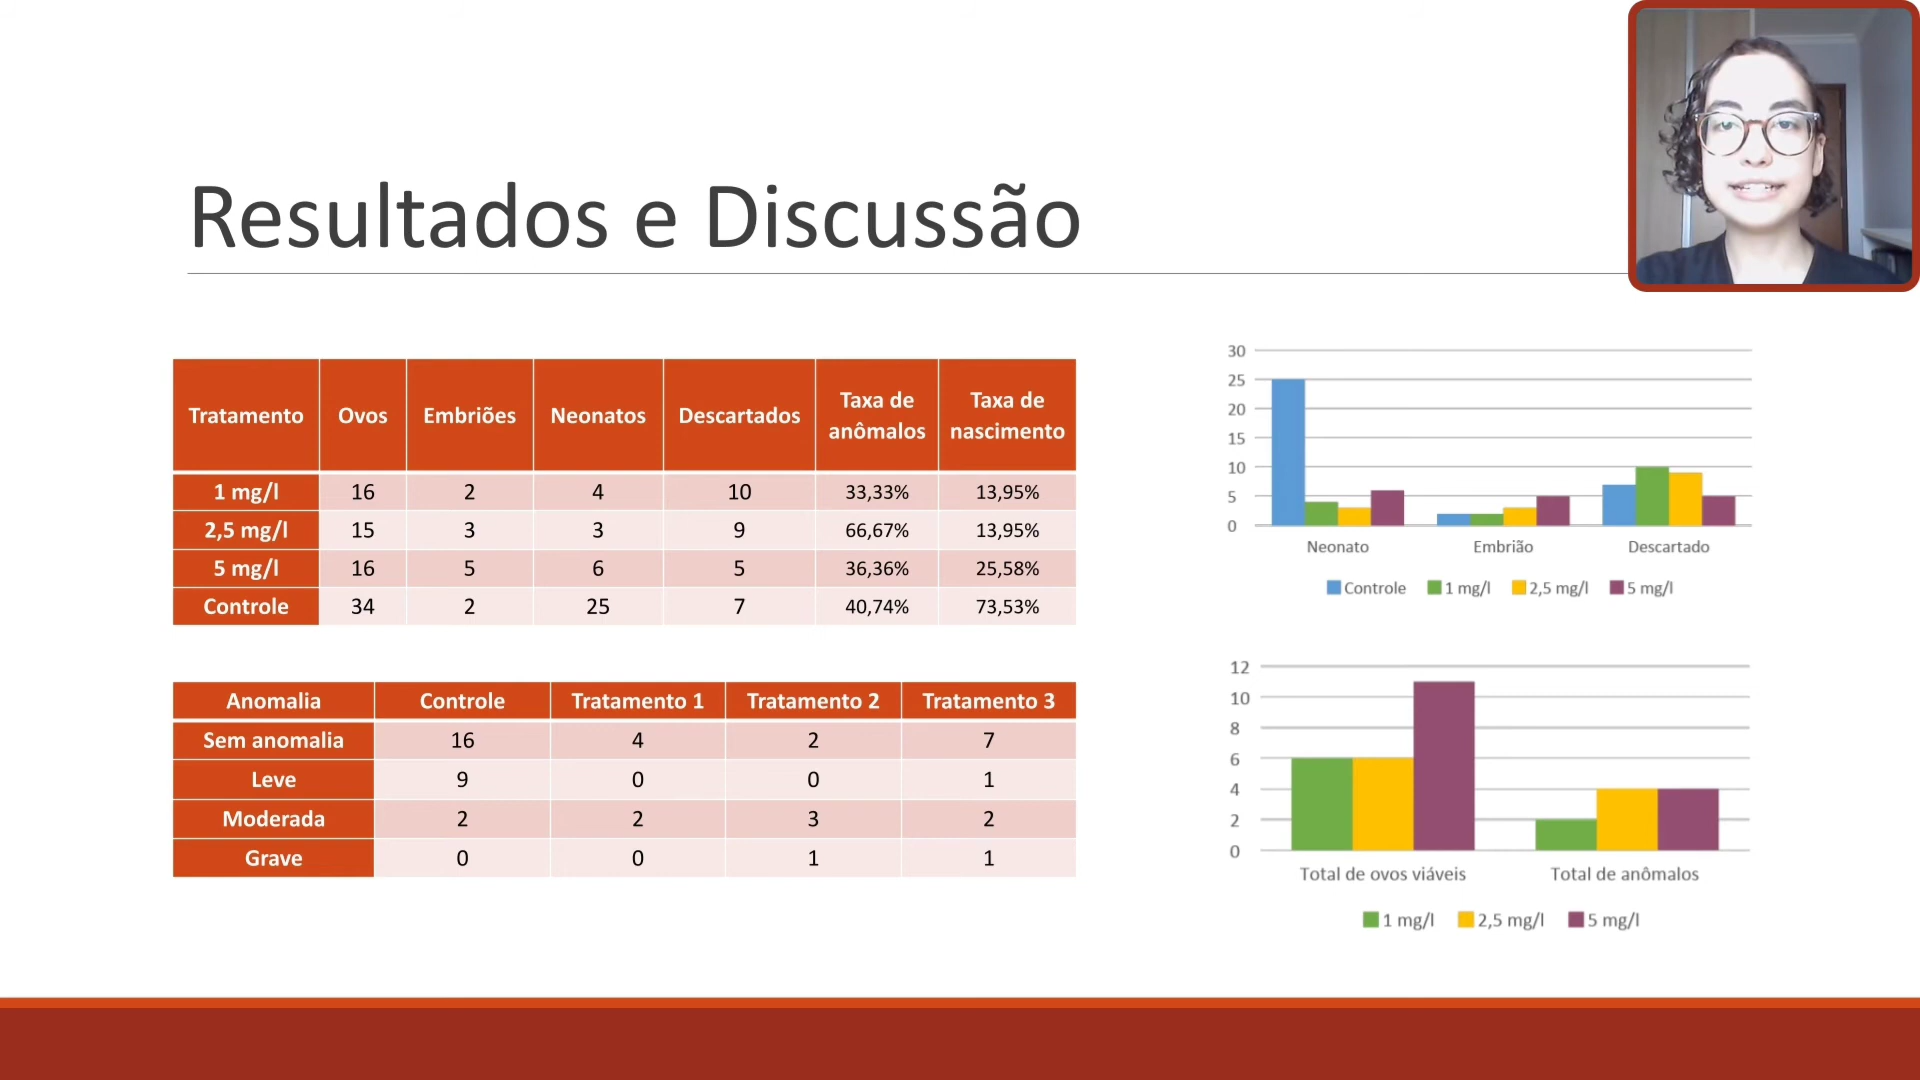 Resultados e Discussão
Tratamento Ovos Embriões Neonatos Descartados Taxa de anômalos Taxa de nascimento
1 mg/l 16 2 4 10 33,33% 13,95%
2,5 mg/l 15 3 3 9 66,67% 13,95%
5 mg/l 16 5 6 5 36,36% 25,58%
Controle 34 2 25 7 40,74% 73,53%
Anomalia Controle Tratamento 1 Tratamento 2 Tratamento 3
Sem anomalia 16 4 2 7
Leve 9 0 0 1
Moderada 2 2 3 2
Grave 0 0 1 1
30
25
20
15
10
5
0
Neonato Embrião Descartado
Controle 1 mg/l 2,5 mg/l 5 mg/l
12
10
8
6
4
2
0
Total de ovos viáveis Total de anômalos
1 mg/l 2,5 mg/l 5 mg/l